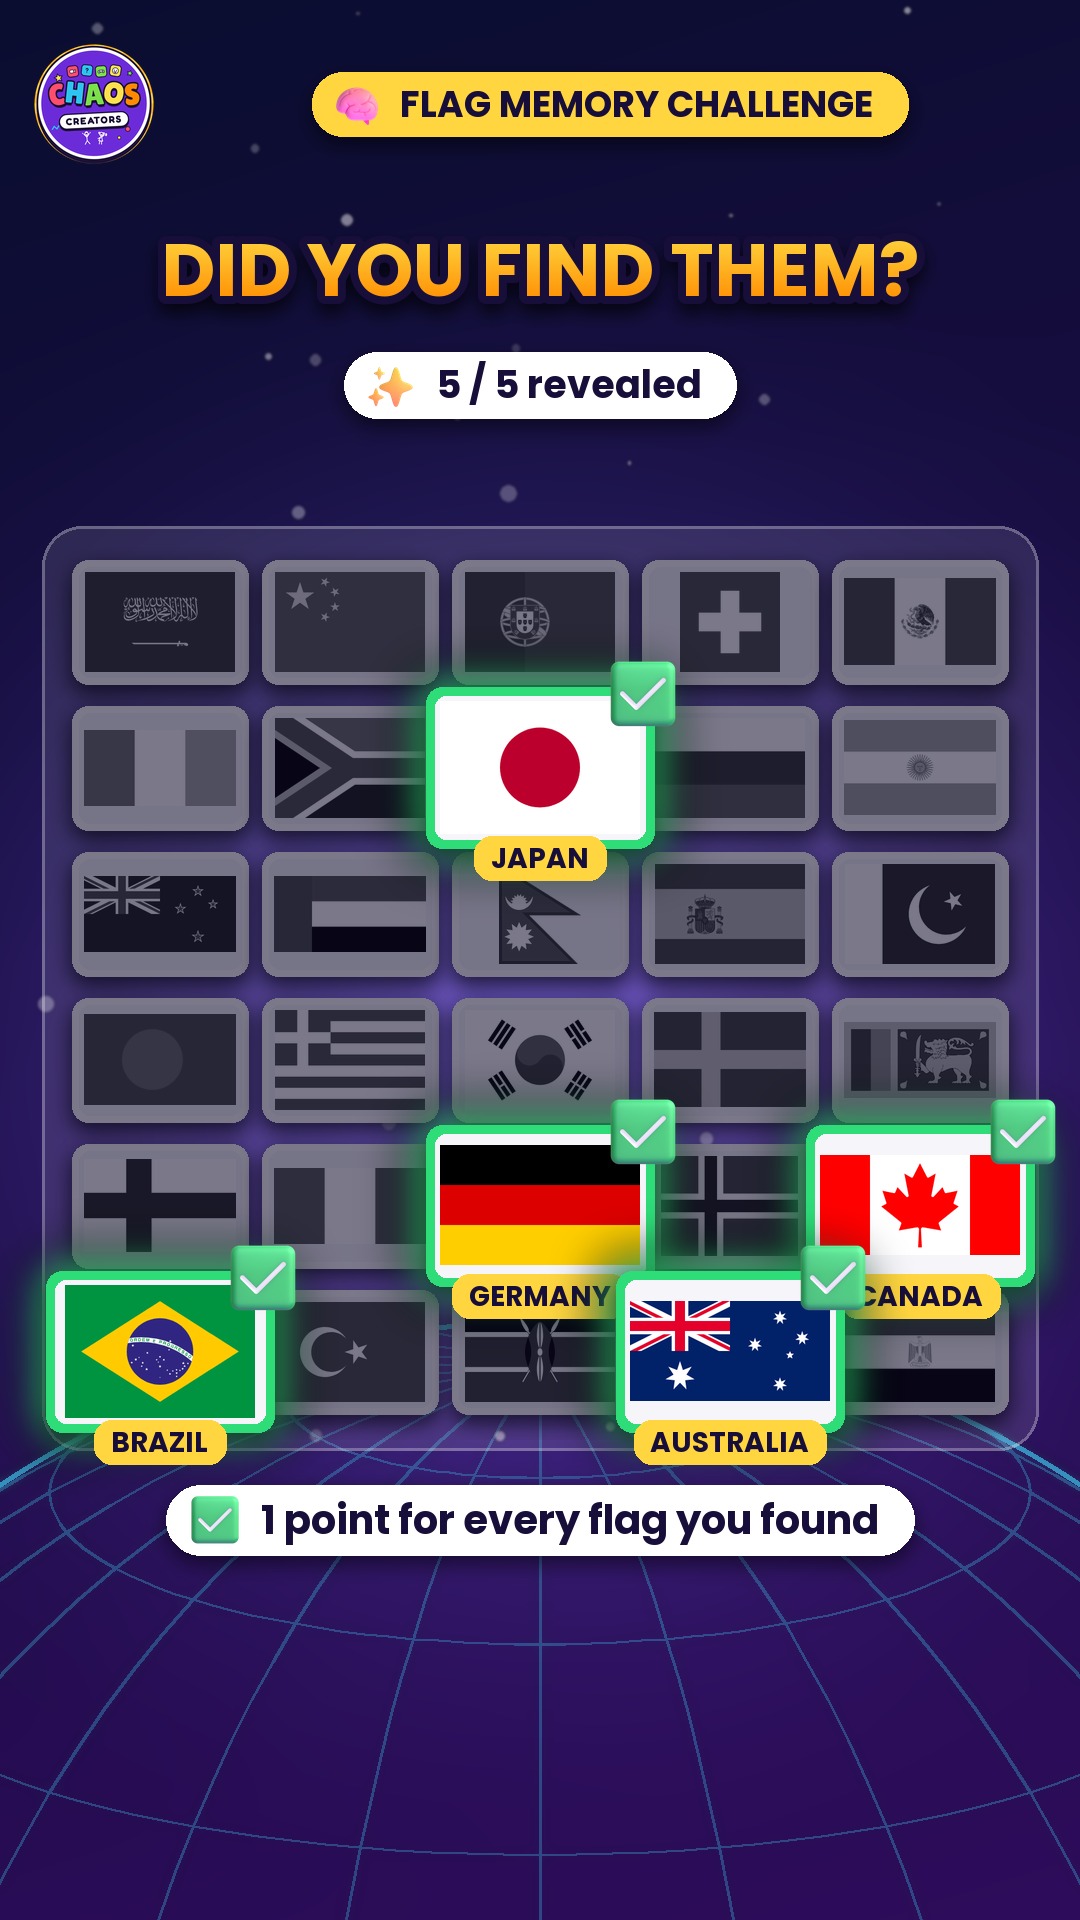 CHAOS
CREATORS
FLAG MEMORY CHALLENGE
DID YOU FIND THEM?
5 / 5 revealed
JAPAN
GERMANY
CANADA
BRAZIL
AUSTRALIA
1 point for every flag you found